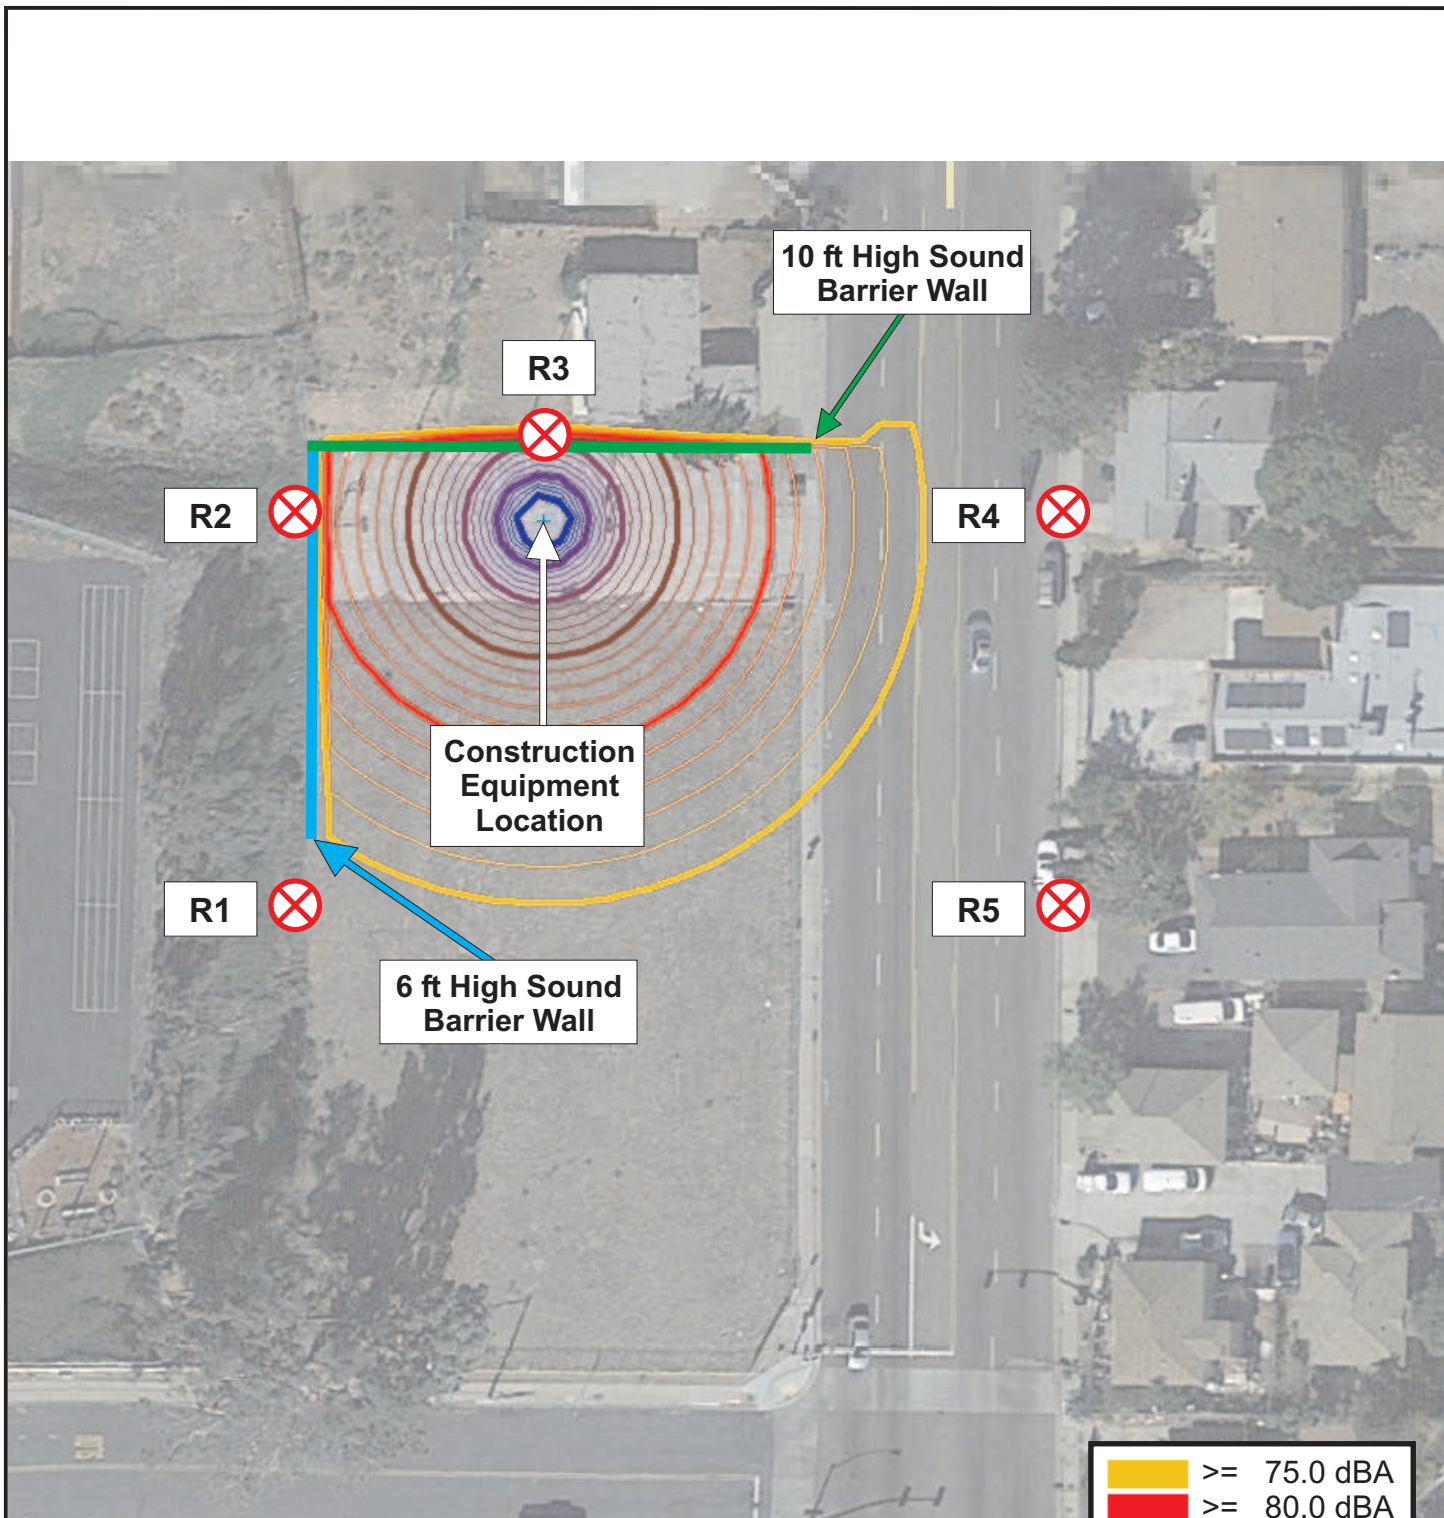 10 ft High Sound
Barrier Wall
R3
R2
R4
Construction
Equipment
Location
R1
R5
6 ft High Sound
Barrier Wall
>= 75.0 dBA
>= 80.0 dBA